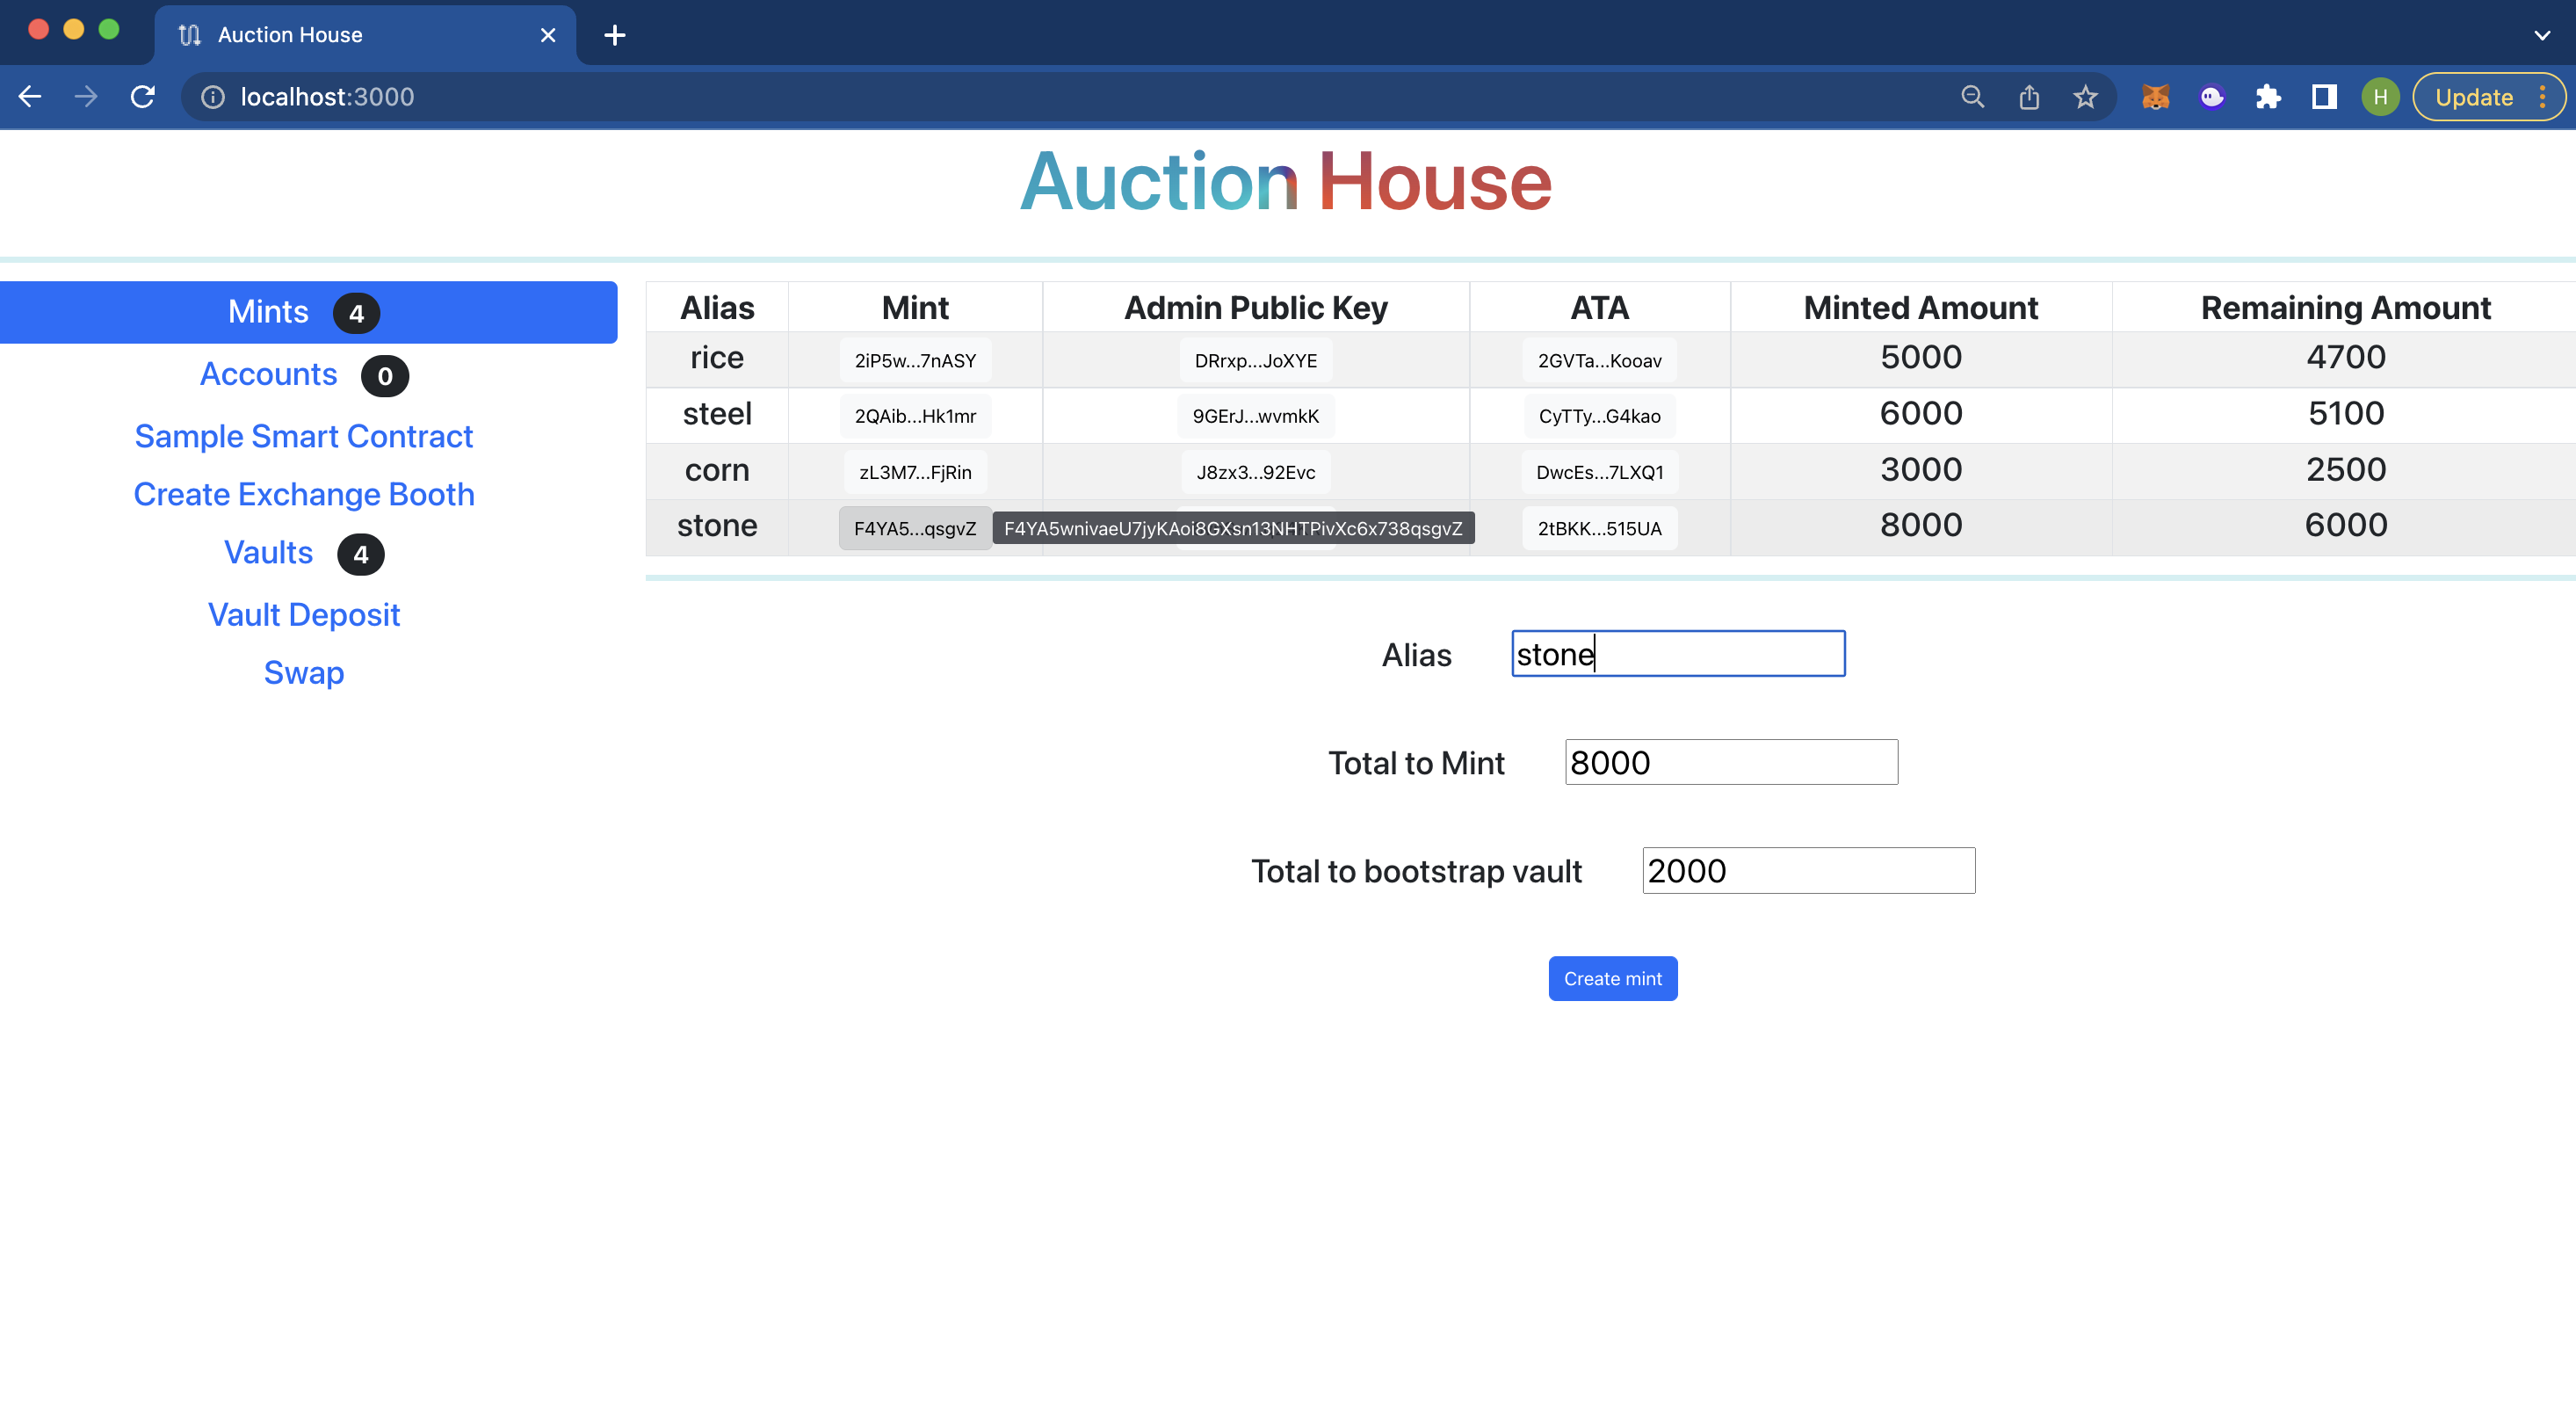 Auction House
localhost:3000
H
Update
Auction House
Mints 4
Accounts 0
Sample Smart Contract
Create Exchange Booth
Vaults 4
Vault Deposit
Swap
Alias Mint Admin Public Key ATA Minted Amount Remaining Amount
rice 2iP5w...7nASY DRrxp...JoXYE 2GVTa...Kooav 5000 4700
steel 2QAib...Hk1mr 9GErJ...wvmkK CyTTy...G4kao 6000 5100
corn zL3M7...FjRin J8zx3...92Evc DwcEs...7LXQ1 3000 2500
stone F4YA5...qsgvZ F4YA5wnivaeU7jyKAoi8GXsn13NHTPivXc6x738qsgvZ 2tBKK...515UA 8000 6000
Alias stone
Total to Mint 8000
Total to bootstrap vault 2000
Create mint